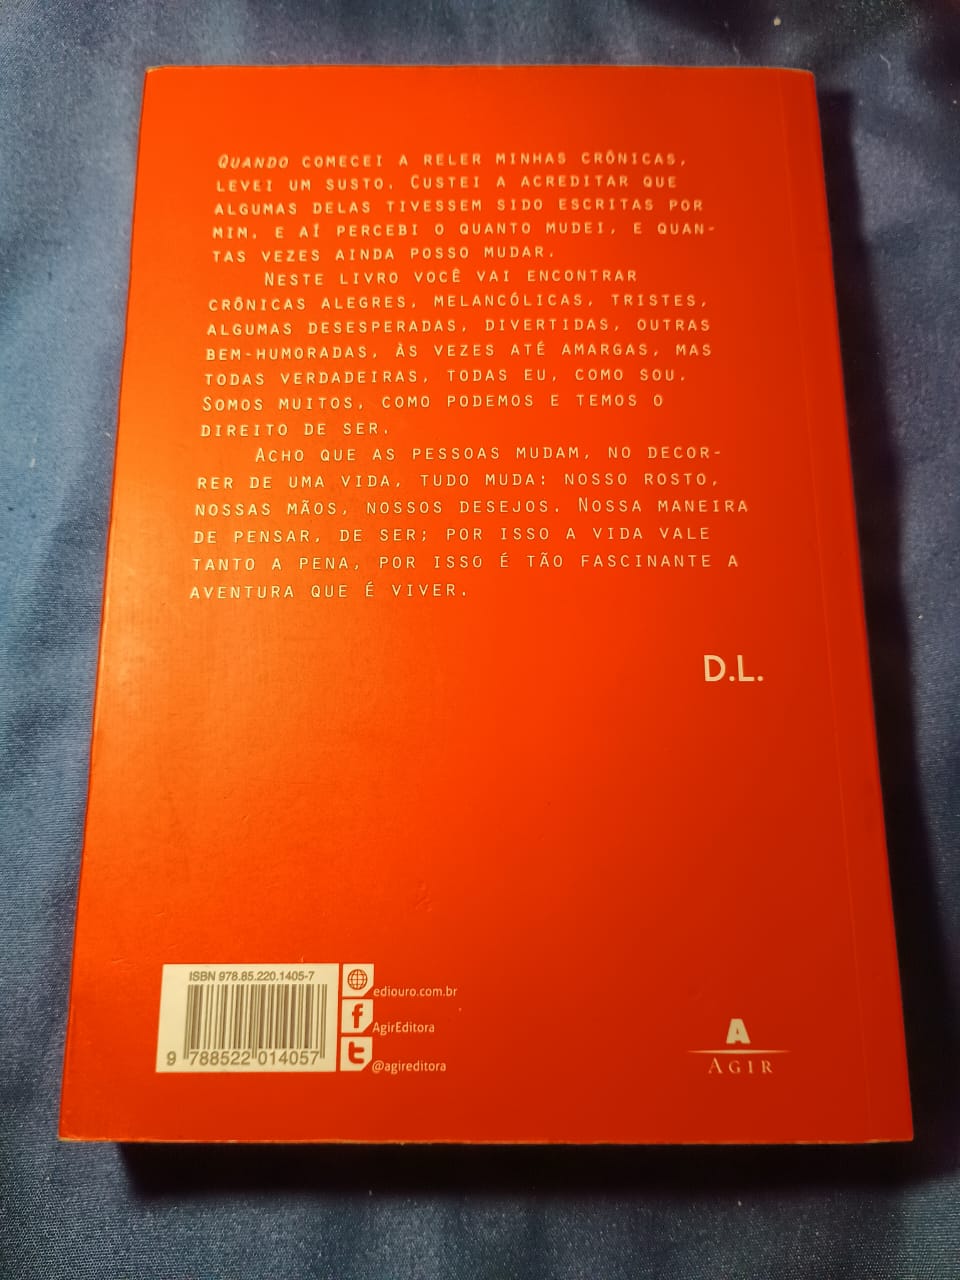 QUANDO COMECEI A RELER MINHAS CRÔNICAS,
LEVEI UM SUSTO. CUSTEI A ACREDITAR QUE
ALGUMAS DELAS TIVESSEM SIDO ESCRITAS POR
MIM. E AÍ PERCEBI O QUANTO MUDEI, E QUAN-
TAS VEZES AINDA POSSO MUDAR.
NESTE LIVRO VOCÊ VAI ENCONTRAR
CRÔNICAS ALEGRES, MELANCÓLICAS, TRISTES,
ALGUMAS DESESPERADAS, DIVERTIDAS, OUTRAS
BEM-HUMORADAS, ÀS VEZES ATÉ AMARGAS, MAS
TODAS VERDADEIRAS, TODAS EU, COMO SOU.
SOMOS MUITOS, COMO PODEMOS E TEMOS O
DIREITO DE SER.
ACHO QUE AS PESSOAS MUDAM, NO DECOR-
RER DE UMA VIDA, TUDO MUDA: NOSSO ROSTO,
NOSSAS MÃOS, NOSSOS DESEJOS. NOSSA MANEIRA
DE PENSAR, DE SER; POR ISSO A VIDA VALE
TANTO A PENA, POR ISSO É TÃO FASCINANTE A
AVENTURA QUE É VIVER.
D.L.
ISBN 978.85.220.1405-7
9 788522 014057
ediouro.com.br
AgirEditora
@agireditora
A
AGIR